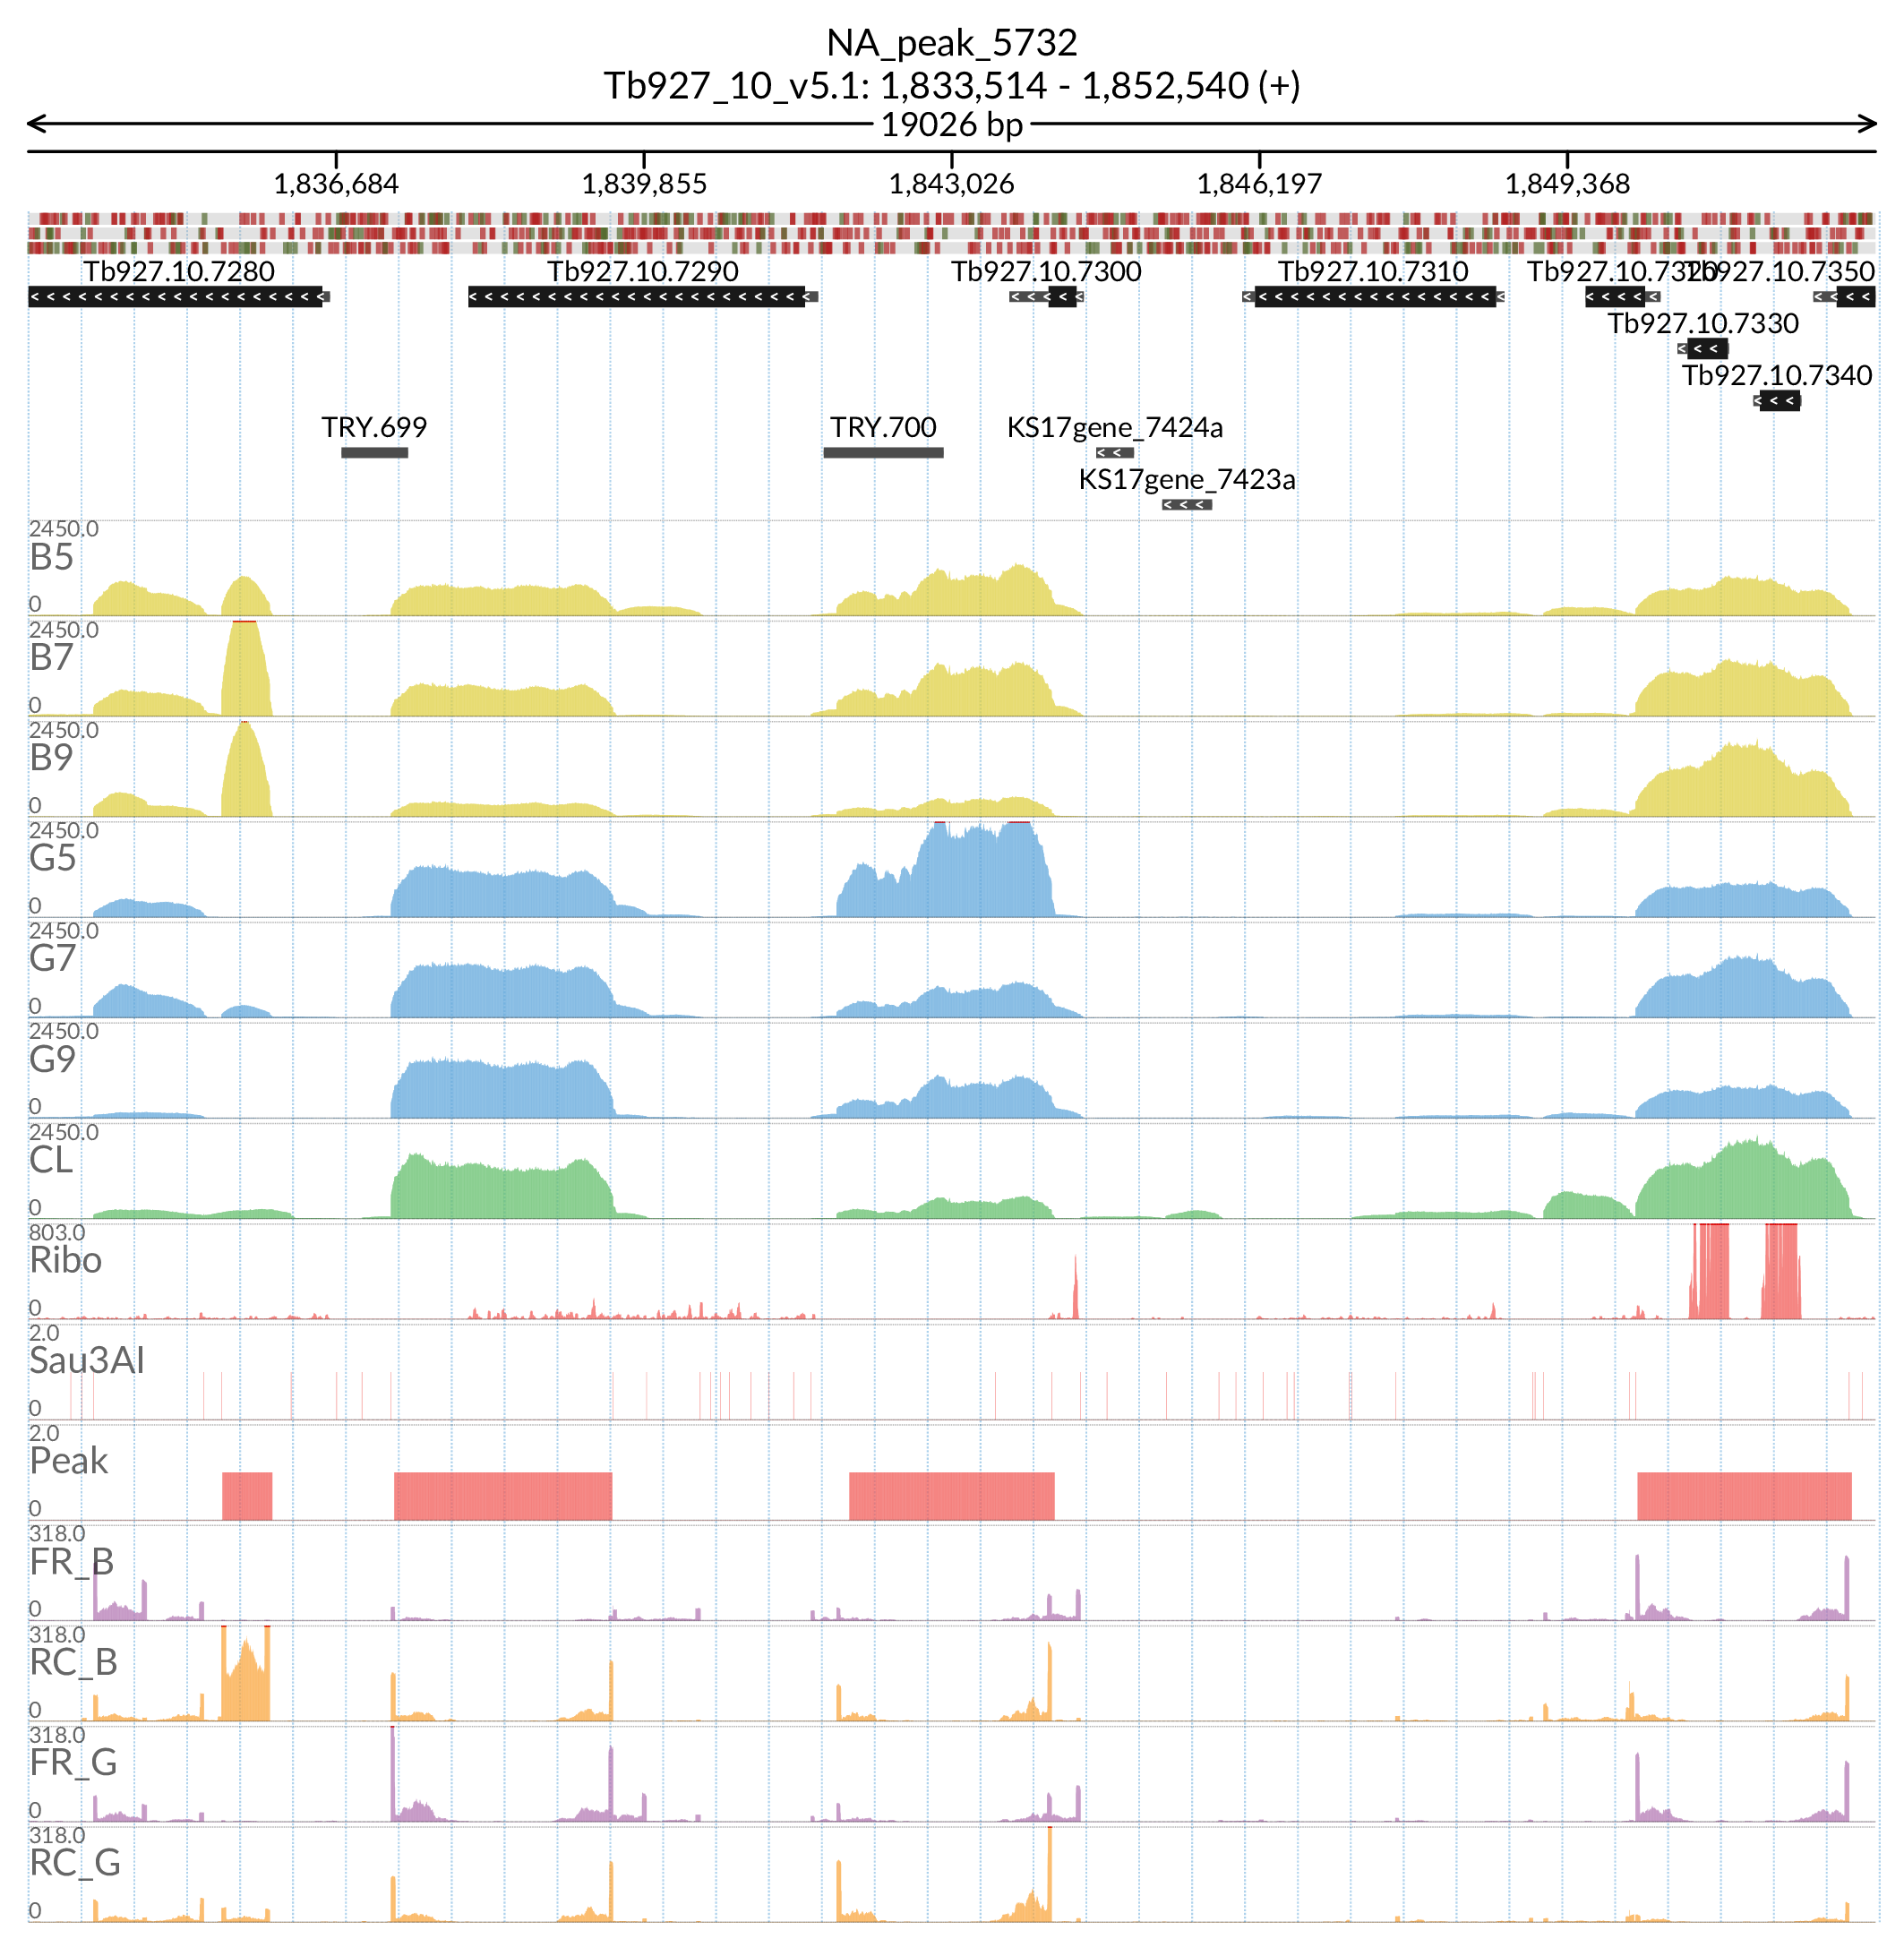 NA_peak_5732
Tb927_10_v5.1: 1,833,514 - 1,852,540 (+)
19026 bp
1,836,684 1,839,855 1,843,026 1,846,197 1,849,368
Tb927.10.7280 Tb927.10.7290 Tb927.10.7300 Tb927.10.7310 Tb927.10.7320 Tb927.10.7350
Tb927.10.7330
Tb927.10.7340
TRY.699 TRY.700 KS17gene_7424a
KS17gene_7423a
2450.0
B5
0
2450.0
B7
0
2450.0
B9
0
2450.0
G5
0
2450.0
G7
0
2450.0
G9
0
2450.0
CL
0
803.0
Ribo
0
2.0
Sau3AI
0
2.0
Peak
0
318.0
FR_B
0
318.0
RC_B
0
318.0
FR_G
0
318.0
RC_G
0